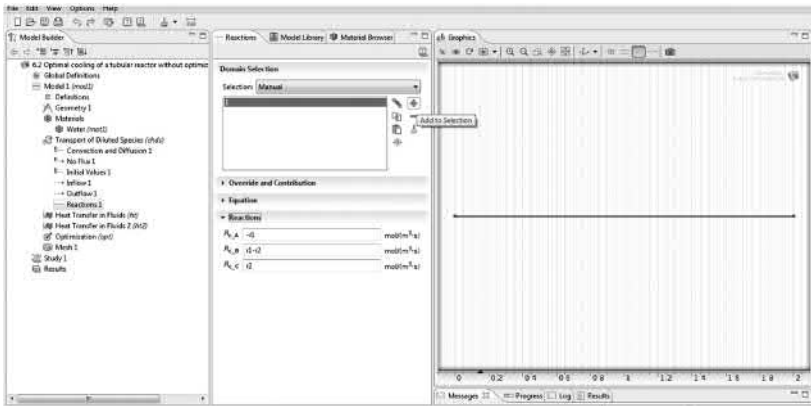 File Edit View Options Help
Model Builder
6.2 Optimal cooling of a tubular reactor without optimiz
Global Definitions
Model 1 (mod1)
Definitions
Geometry 1
Materials
Water (mat1)
Transport of Diluted Species (chds)
Convection and Diffusion 1
No Flux 1
Initial Values 1
Inflow 1
Outflow 1
Reactions 1
Heat Transfer in Fluids (ht)
Heat Transfer in Fluids 2 (ht2)
Optimization (opt)
Mesh 1
Study 1
Results
Reactions Model Library Material Browser
Domain Selection
Selection: Manual
1
Add to Selection
Override and Contribution
Equation
Reactions
Rc_A -r1 mol/(m³·s)
Rc_B r1-r2 mol/(m³·s)
Rc_C r2 mol/(m³·s)
Graphics
0 0.2 0.4 0.6 0.8 1 1.2 1.4 1.6 1.8 2
Messages Progress Log Results